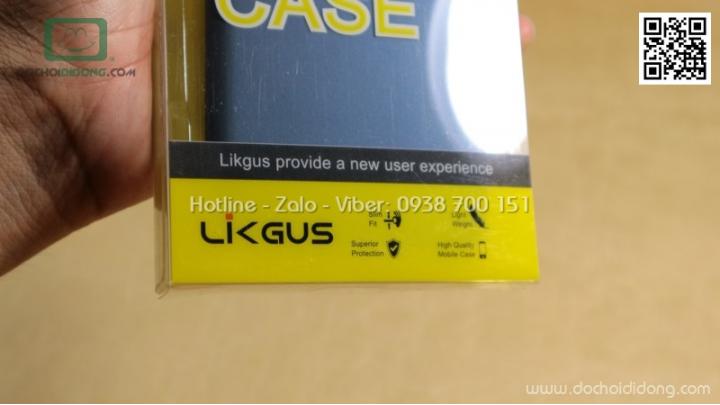 CASE
DOCHOIDIDONG.COM
Likgus provide a new user experience
Hotline - Zalo - Viber: 0938 700 151
LIKGUS
Slim
Fit
Light
Weight
Superior
Protection
High Quality
Mobile Case
www.dochoididong.com